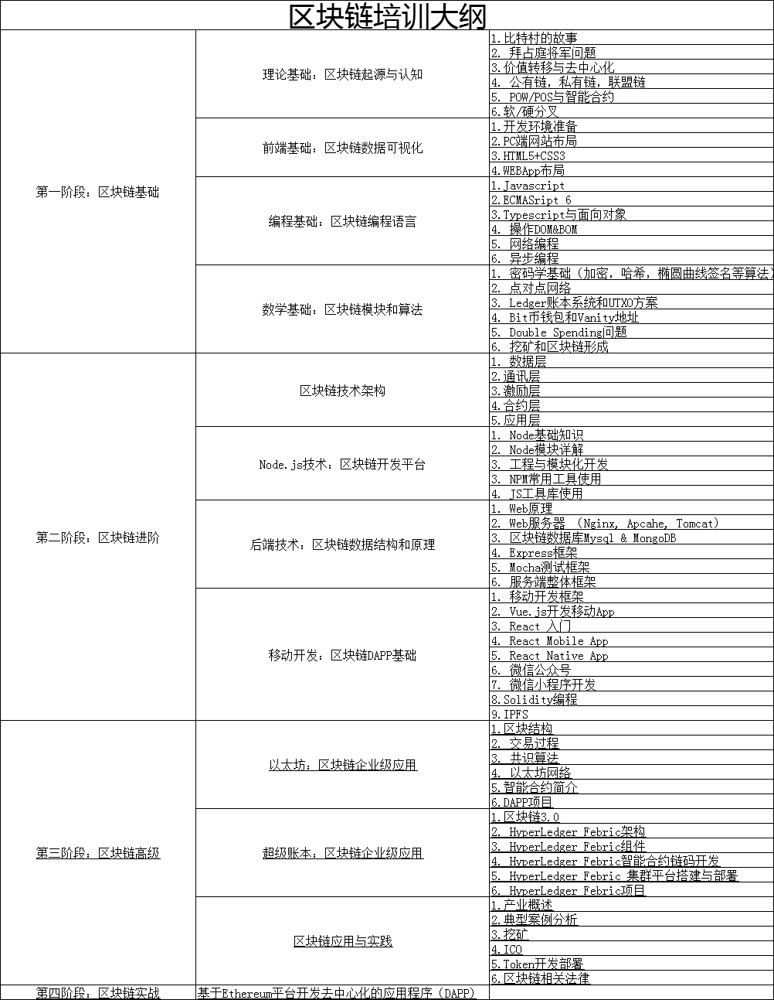 区块链培训大纲
第一阶段：区块链基础
理论基础：区块链起源与认知
1.比特村的故事
2. 拜占庭将军问题
3.价值转移与去中心化
4. 公有链，私有链，联盟链
5. POW/POS与智能合约
6.软/硬分叉
前端基础：区块链数据可视化
1.开发环境准备
2.PC端网站布局
3.HTML5+CSS3
4.WEBApp布局
编程基础：区块链编程语言
1.Javascript
2.ECMASript 6
3.Typescript与面向对象
4. 操作DOM&BOM
5. 网络编程
6. 异步编程
数学基础：区块链模块和算法
1. 密码学基础（加密，哈希，椭圆曲线签名等算法）
2. 点对点网络
3. Ledger账本系统和UTXO方案
4. Bit币钱包和Vanity地址
5. Double Spending问题
6. 挖矿和区块链形成
第二阶段：区块链进阶
区块链技术架构
1. 数据层
2.通讯层
3.激励层
4.合约层
5.应用层
Node.js技术：区块链开发平台
1. Node基础知识
2. Node模块详解
3. 工程与模块化开发
3. NPM常用工具使用
4. JS工具库使用
后端技术：区块链数据结构和原理
1. Web原理
2. Web服务器 （Nginx, Apcahe, Tomcat）
3. 区块链数据库Mysql & MongoDB
4. Express框架
5. Mocha测试框架
6. 服务端整体框架
移动开发：区块链DAPP基础
1. 移动开发框架
2. Vue.js开发移动App
3. React 入门
4. React Mobile App
5. React Native App
6. 微信公众号
7. 微信小程序开发
8.Solidity编程
9.IPFS
第三阶段：区块链高级
以太坊：区块链企业级应用
1.区块结构
2. 交易过程
3. 共识算法
4. 以太坊网络
5.智能合约简介
6.DAPP项目
超级账本：区块链企业级应用
1.区块链3.0
2. HyperLedger Febric架构
3. HyperLedger Febric组件
4. HyperLedger Febric智能合约链码开发
5. HyperLedger Febric 集群平台搭建与部署
6. HyperLedger Febric项目
区块链应用与实践
1.产业概述
2.典型案例分析
3.挖矿
4.ICO
5.Token开发部署
6.区块链相关法律
第四阶段：区块链实战
基于Ethereum平台开发去中心化的应用程序（DAPP）